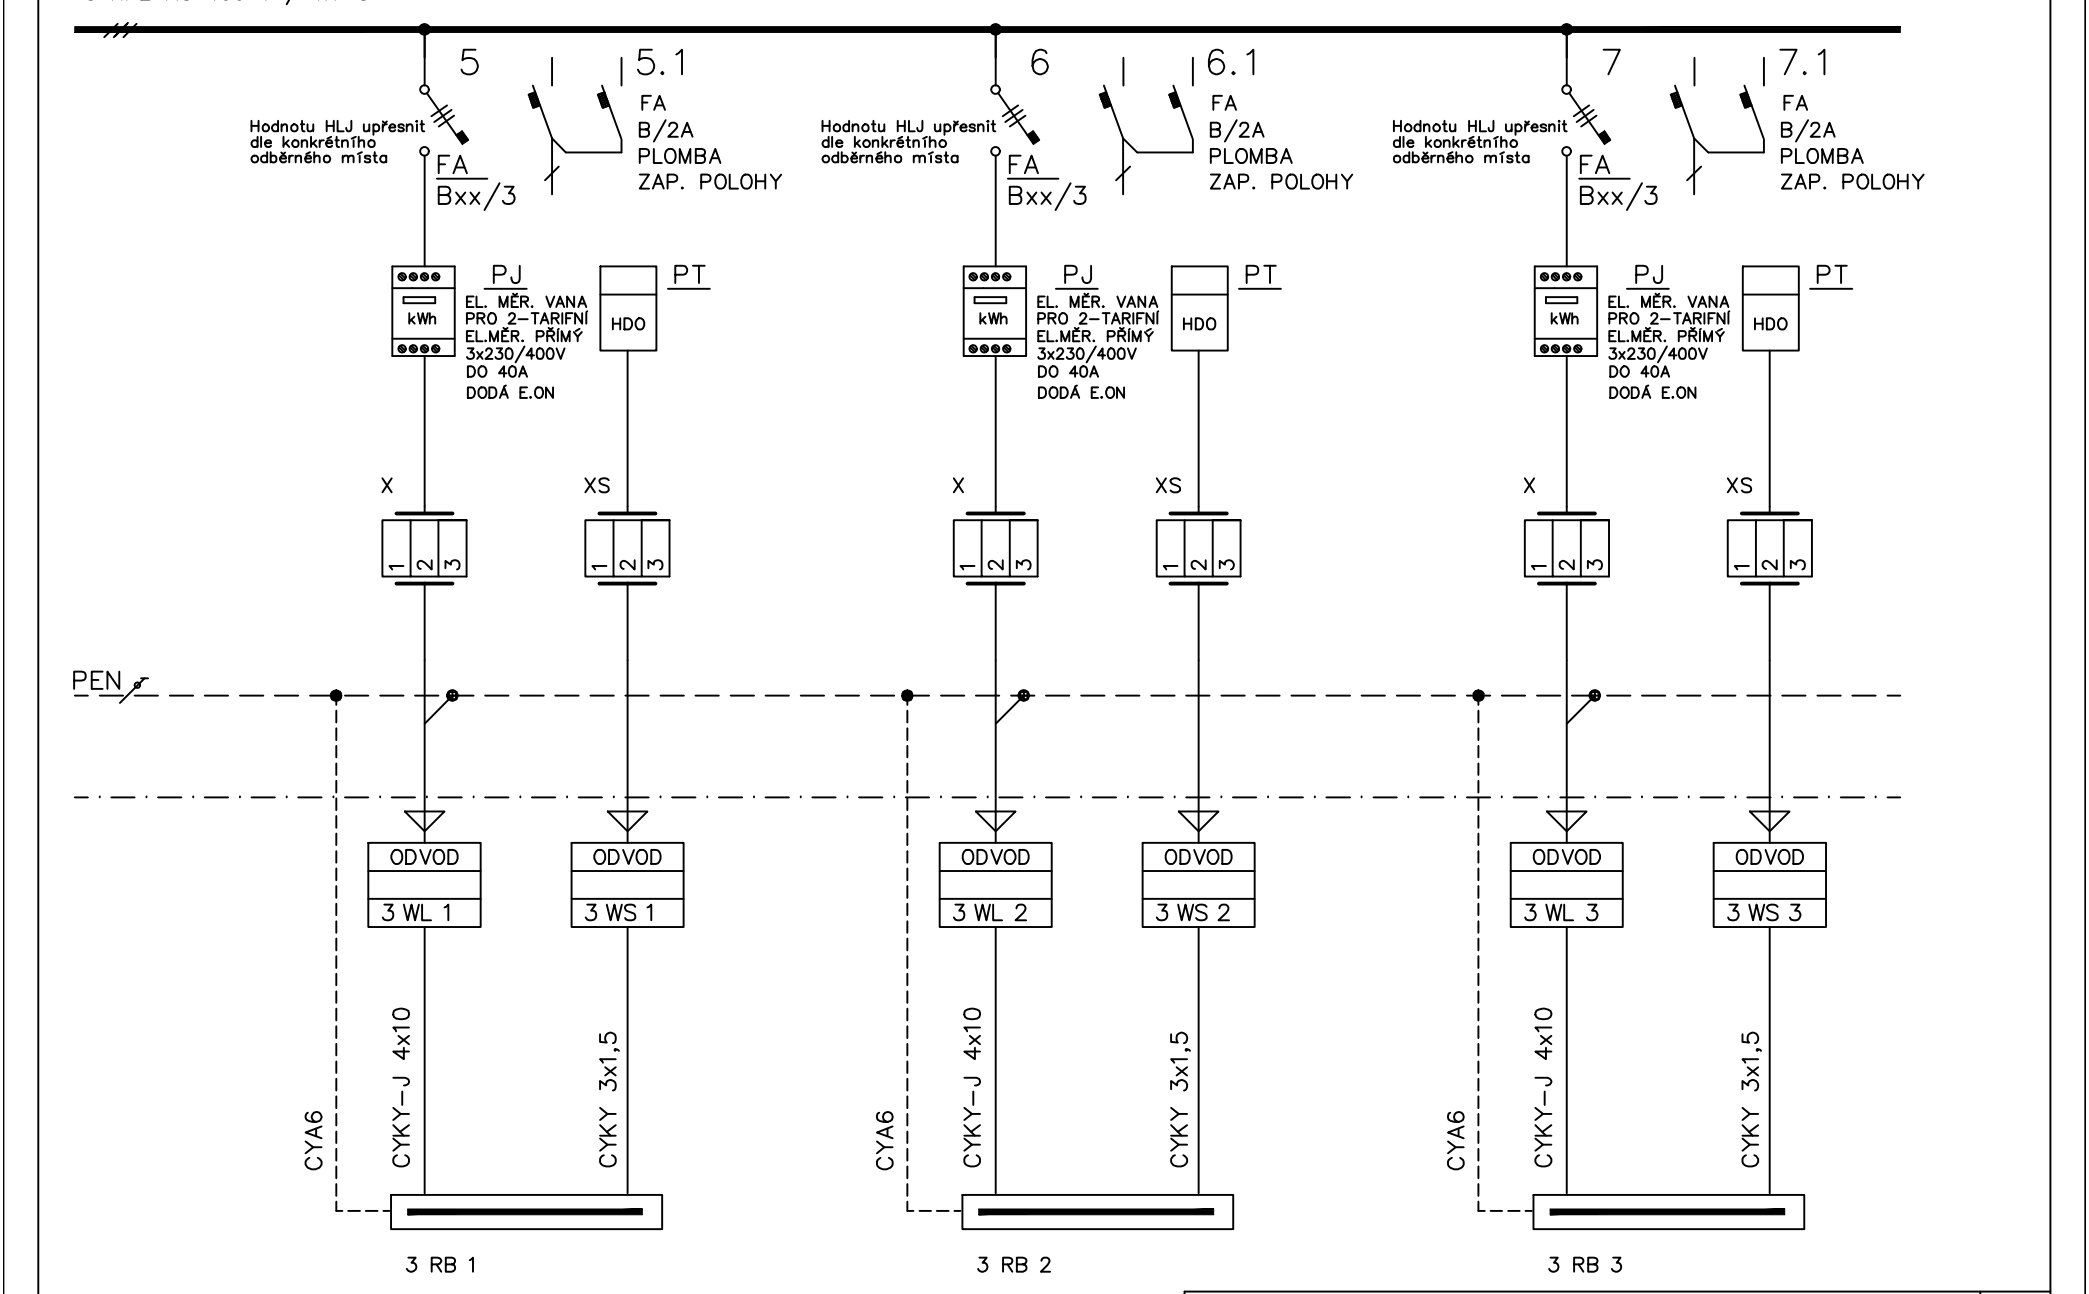 5
5.1
Hodnotu HLJ upřesnit
dle konkrétního
odběrného místa
FA
Bxx/3
FA
B/2A
PLOMBA
ZAP. POLOHY
6
6.1
Hodnotu HLJ upřesnit
dle konkrétního
odběrného místa
FA
Bxx/3
FA
B/2A
PLOMBA
ZAP. POLOHY
7
7.1
Hodnotu HLJ upřesnit
dle konkrétního
odběrného místa
FA
Bxx/3
FA
B/2A
PLOMBA
ZAP. POLOHY
kWh
PJ
EL. MĚR. VANA
PRO 2-TARIFNÍ
EL.MĚR. PŘÍMÝ
3x230/400V
DO 40A
DODÁ E.ON
HDO
PT
kWh
PJ
EL. MĚR. VANA
PRO 2-TARIFNÍ
EL.MĚR. PŘÍMÝ
3x230/400V
DO 40A
DODÁ E.ON
HDO
PT
kWh
PJ
EL. MĚR. VANA
PRO 2-TARIFNÍ
EL.MĚR. PŘÍMÝ
3x230/400V
DO 40A
DODÁ E.ON
HDO
PT
X
1 2 3
XS
1 2 3
X
1 2 3
XS
1 2 3
X
1 2 3
XS
1 2 3
PEN
ODVOD
3 WL 1
ODVOD
3 WS 1
ODVOD
3 WL 2
ODVOD
3 WS 2
ODVOD
3 WL 3
ODVOD
3 WS 3
CYA6
CYKY-J 4x10
CYKY 3x1,5
CYA6
CYKY-J 4x10
CYKY 3x1,5
CYA6
CYKY-J 4x10
CYKY 3x1,5
3 RB 1
3 RB 2
3 RB 3